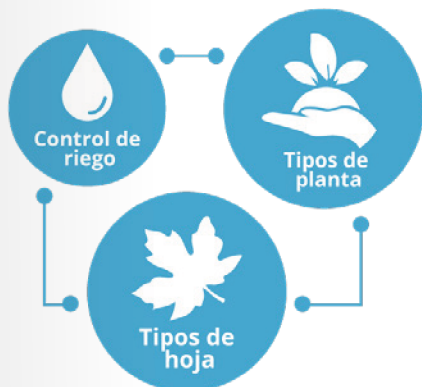 Control de
riego
Tipos de
planta
Tipos de
hoja